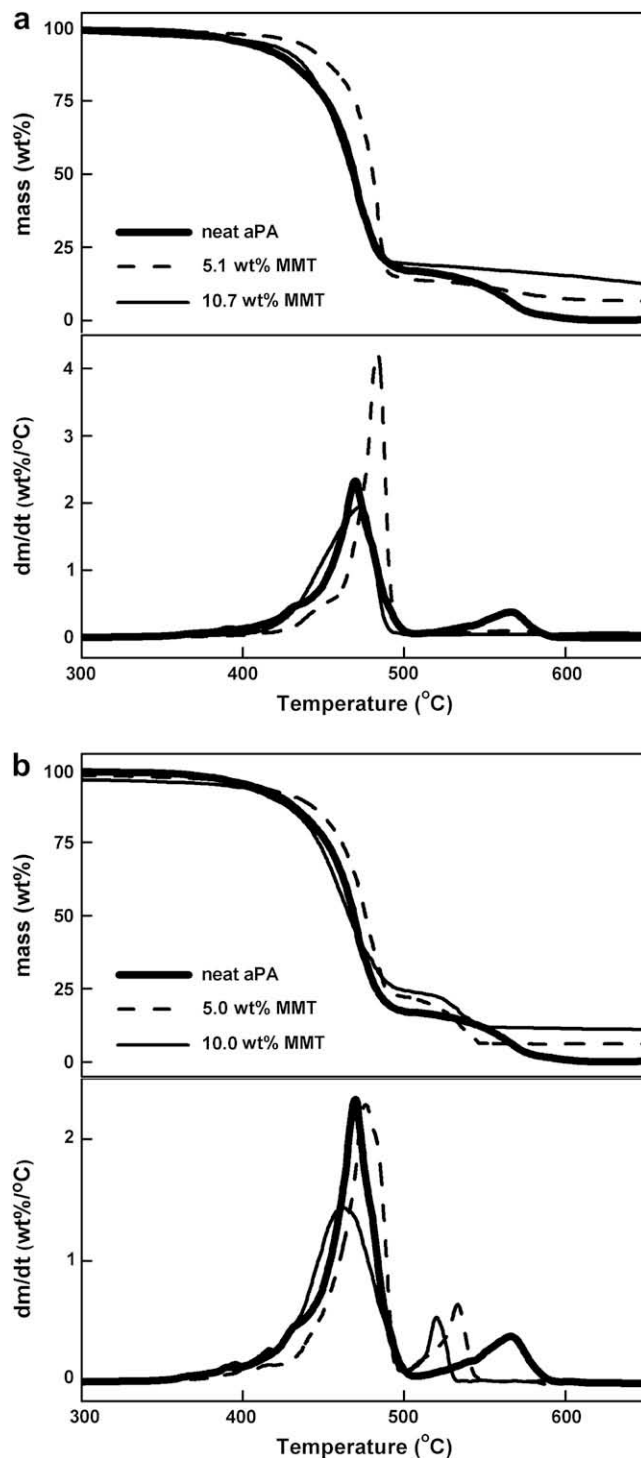 a
100
75
50
25
0
mass (wt%)
neat aPA
5.1 wt% MMT
10.7 wt% MMT
4
3
2
1
0
dm/dt (wt%/°C)
300 400 500 600
Temperature (°C)
b
100
75
50
25
0
mass (wt%)
neat aPA
5.0 wt% MMT
10.0 wt% MMT
2
1
0
dm/dt (wt%/°C)
300 400 500 600
Temperature (°C)